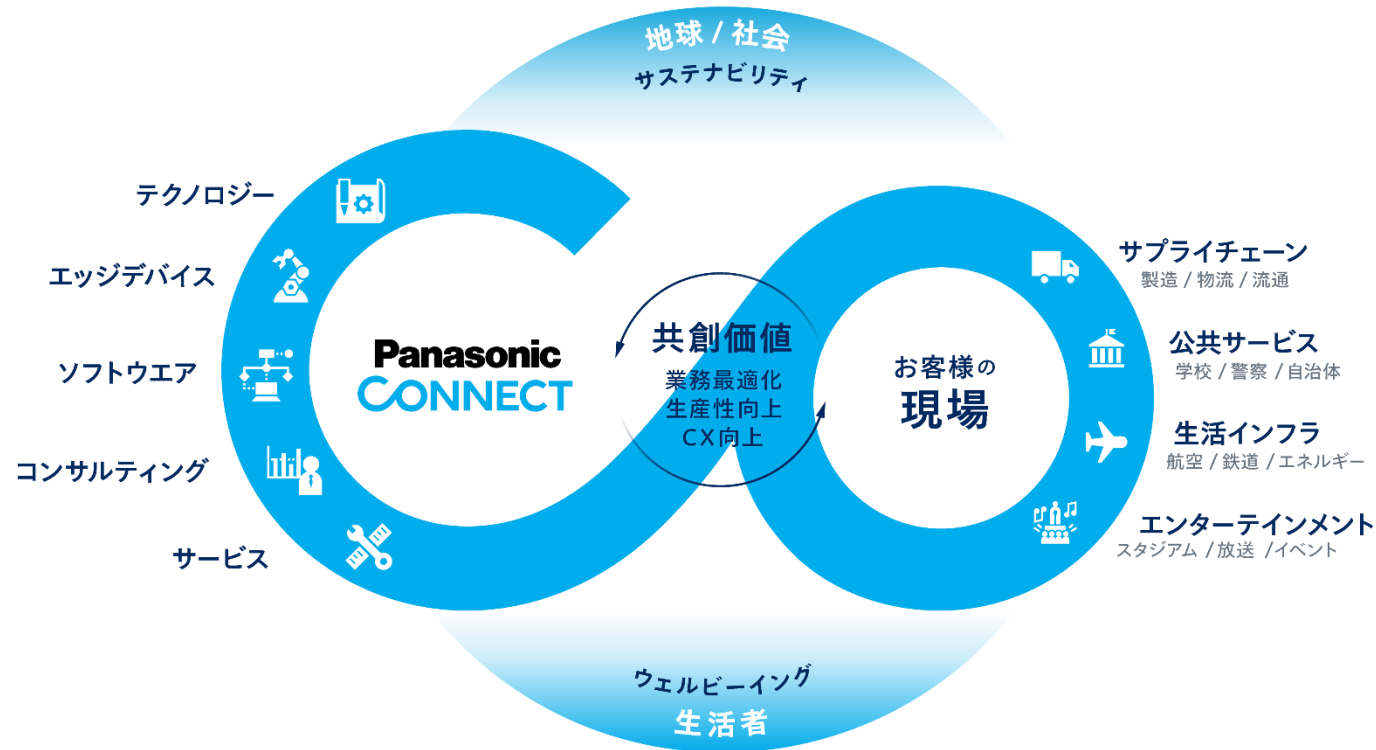 地球 / 社会
サステナビリティ
テクノロジー
エッジデバイス
ソフトウエア
コンサルティング
サービス
Panasonic
CONNECT
共創価値
業務最適化
生産性向上
CX向上
お客様の
現場
サプライチェーン
製造 / 物流 / 流通
公共サービス
学校 / 警察 / 自治体
生活インフラ
航空 / 鉄道 / エネルギー
エンターテインメント
スタジアム / 放送 / イベント
ウェルビーイング
生活者